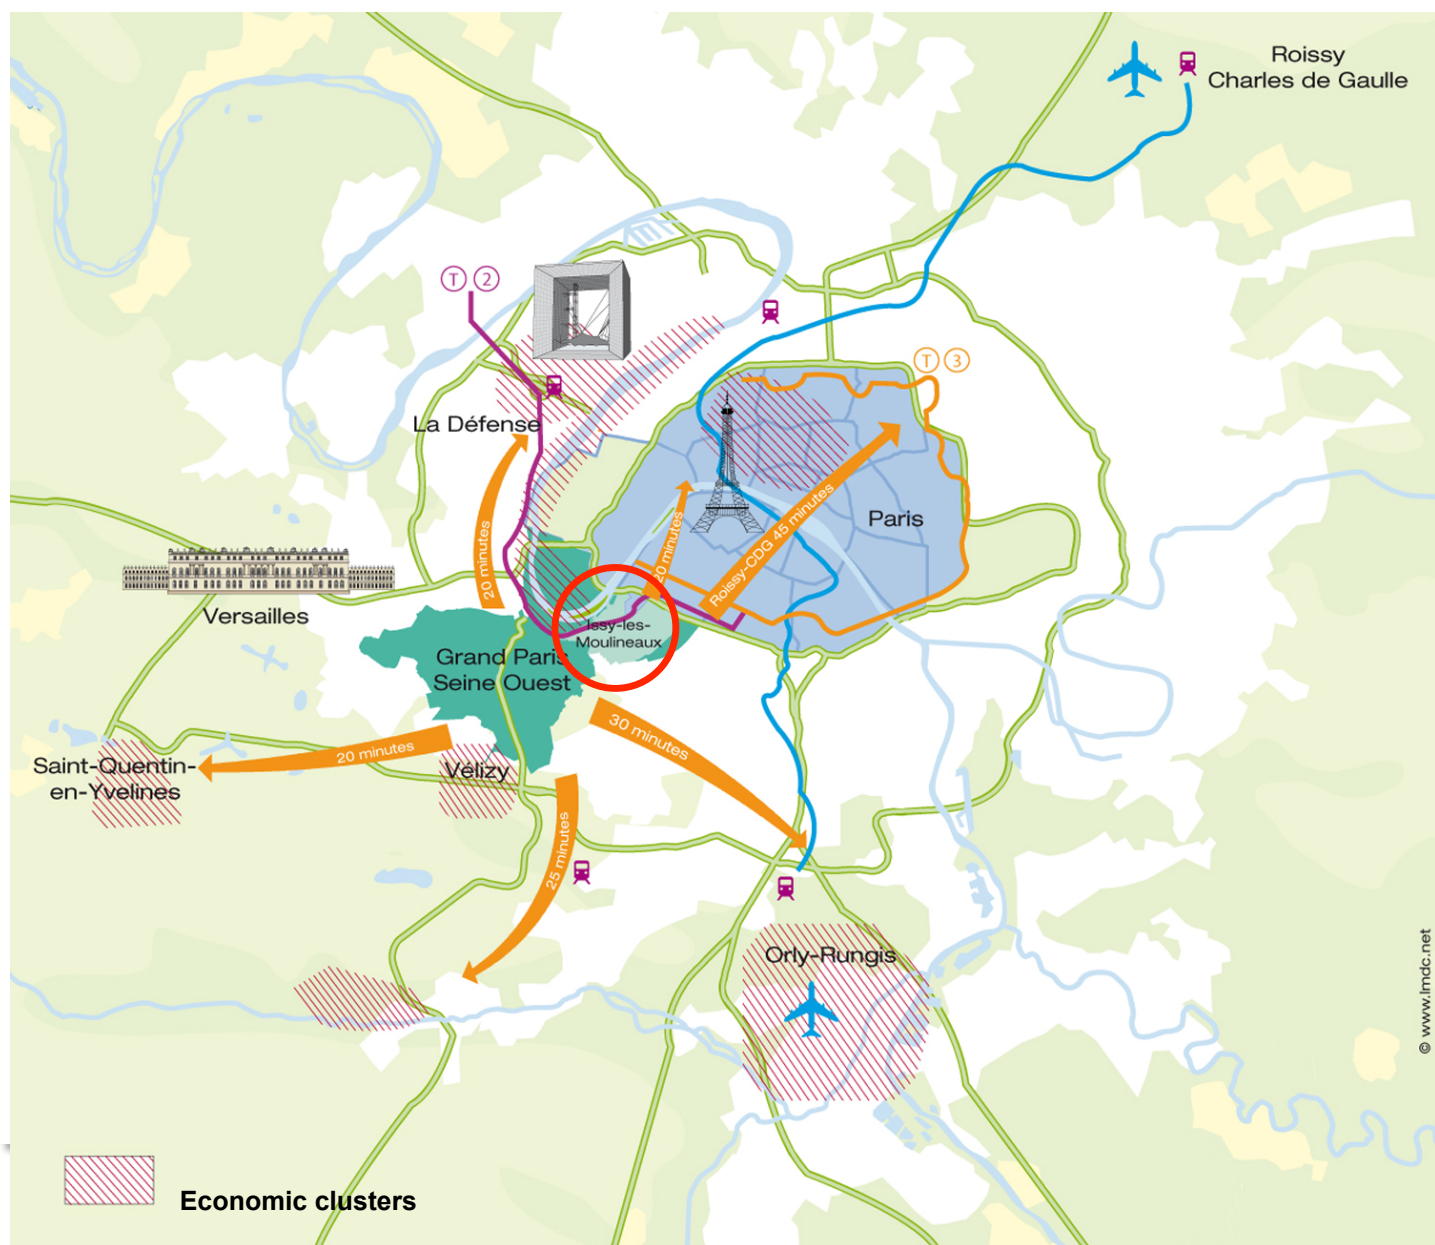 Roissy
Charles de Gaulle
T 2
T 3
La Défense
20 minutes
20 minutes
Roissy-CDG 45 minutes
Paris
Versailles
Issy-les-
Moulineaux
Grand Paris
Seine Ouest
30 minutes
20 minutes
Saint-Quentin-
en-Yvelines
Vélizy
25 minutes
Orly-Rungis
© www.lmdc.net
Economic clusters